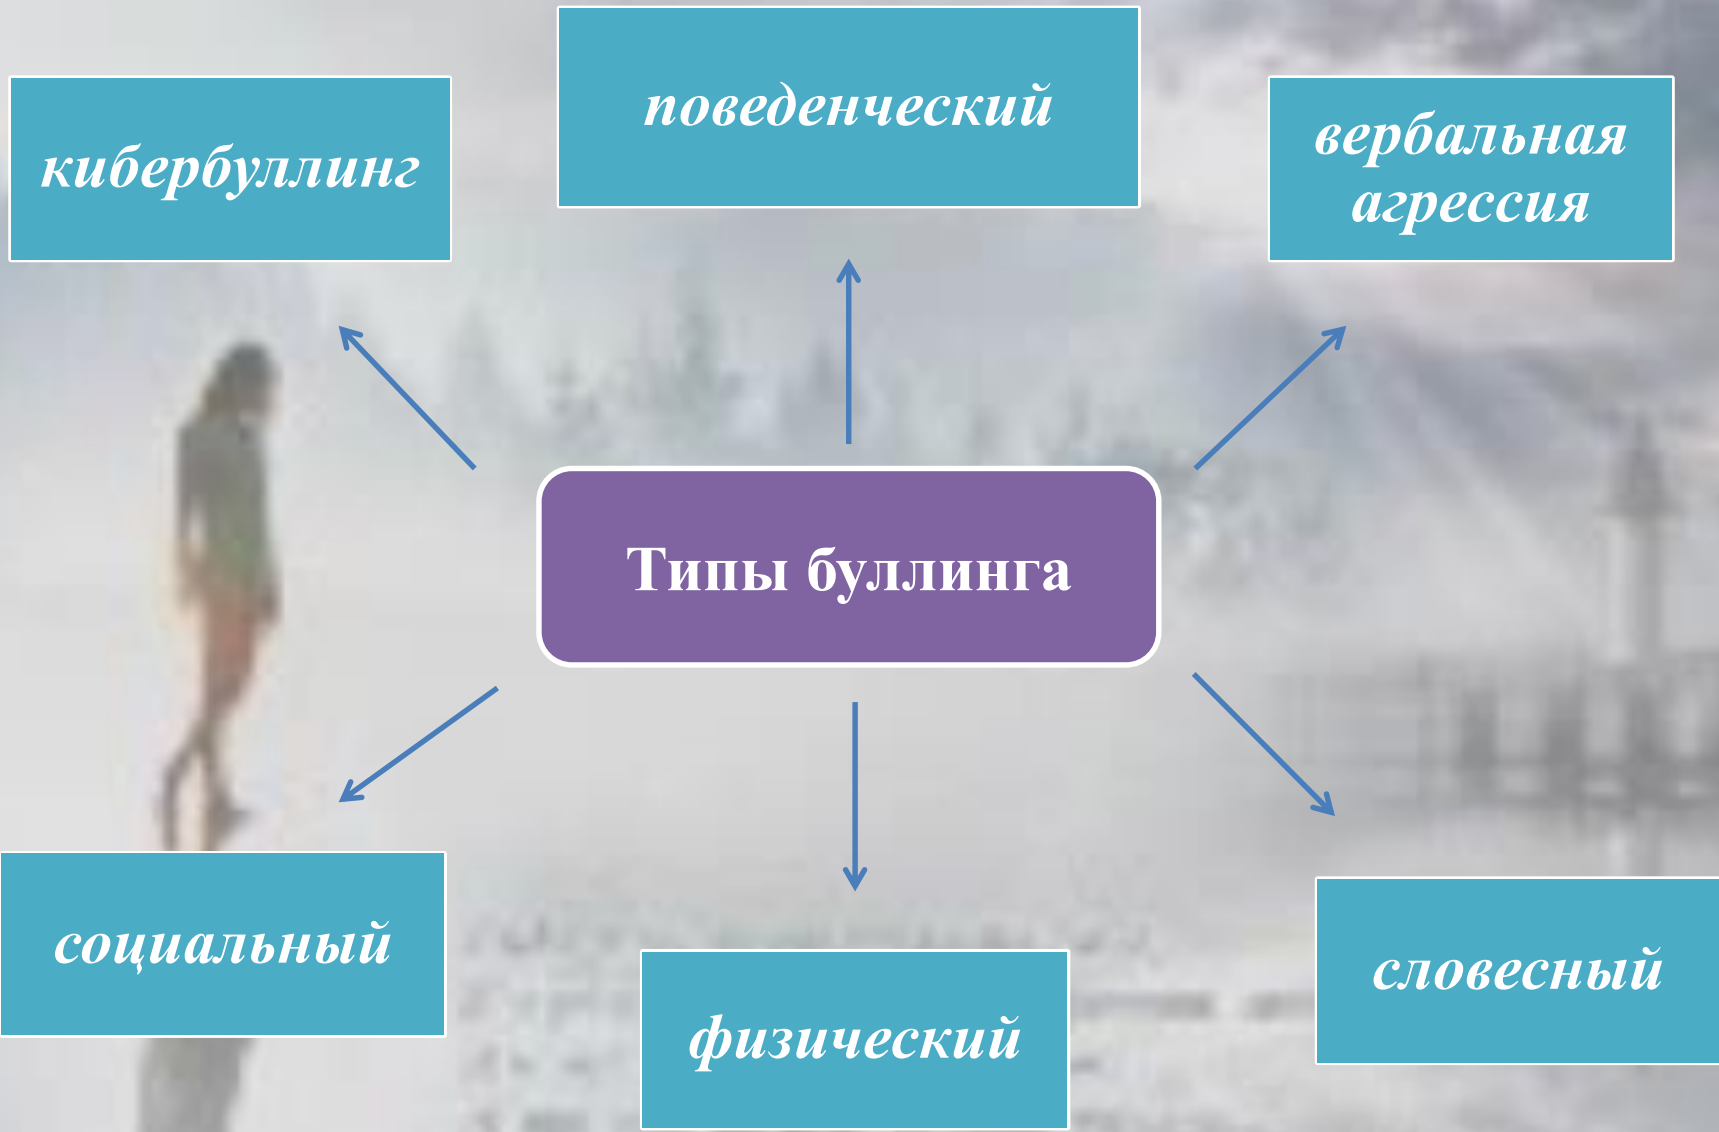 поведенческий
кибербуллинг
вербальная
агрессия
Типы буллинга
социальный
словесный
физический